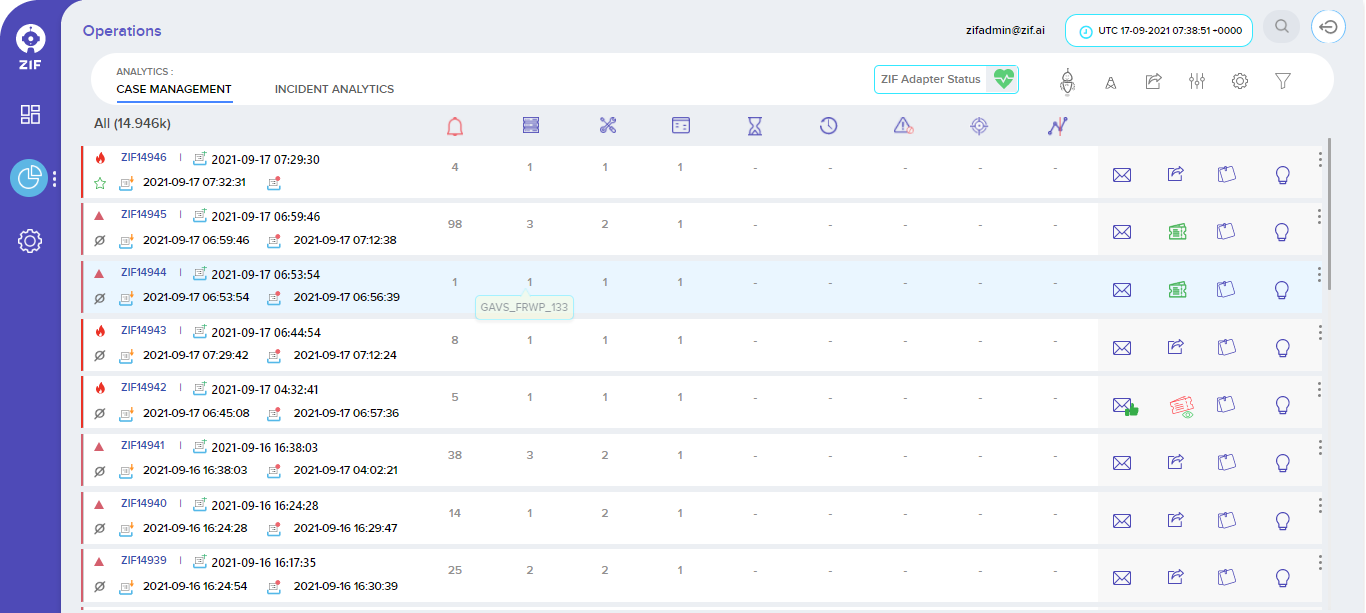 Operations
zifadmin@zif.ai
UTC 17-09-2021 07:38:51 +0000
ZIF
ANALYTICS :
CASE MANAGEMENT
INCIDENT ANALYTICS
ZIF Adapter Status
All (14.946k)
ZIF14946 | 2021-09-17 07:29:30
4 1 1 1 - - - - -
2021-09-17 07:32:31
ZIF14945 | 2021-09-17 06:59:46
98 3 2 1 - - - - -
2021-09-17 06:59:46 2021-09-17 07:12:38
ZIF14944 | 2021-09-17 06:53:54
1 1 1 1 - - - - -
2021-09-17 06:53:54 2021-09-17 06:56:39
GAVS_FRWP_133
ZIF14943 | 2021-09-17 06:44:54
8 1 1 1 - - - - -
2021-09-17 07:29:42 2021-09-17 07:12:24
ZIF14942 | 2021-09-17 04:32:41
5 1 1 1 - - - - -
2021-09-17 06:45:08 2021-09-17 06:57:36
ZIF14941 | 2021-09-16 16:38:03
38 3 2 1 - - - - -
2021-09-16 16:38:03 2021-09-17 04:02:21
ZIF14940 | 2021-09-16 16:24:28
14 1 2 1 - - - - -
2021-09-16 16:24:28 2021-09-16 16:29:47
ZIF14939 | 2021-09-16 16:17:35
25 2 2 1 - - - - -
2021-09-16 16:24:54 2021-09-16 16:30:39